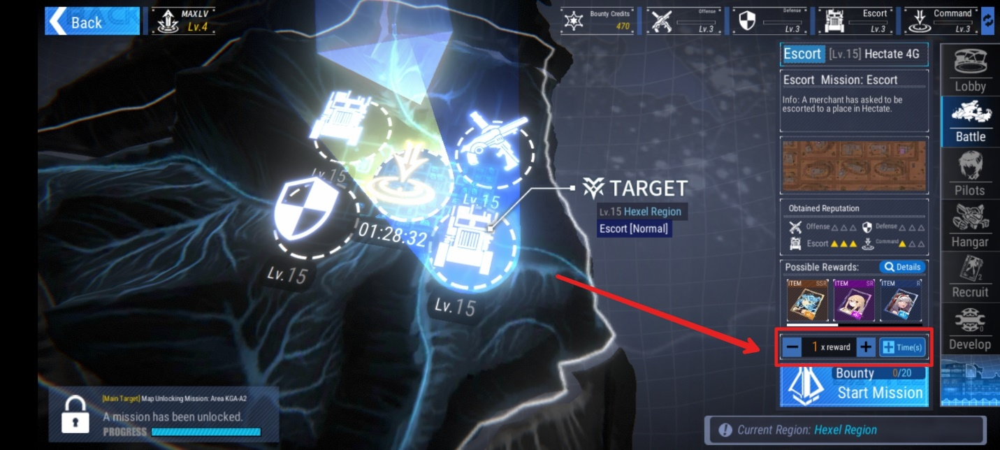 Back
MAXLV
Lv.4
Bounty Credits
470
Offense
Lv.3
Defense
Lv.3
Escort
Lv.3
Command
Lv.3
Escort [Lv.15] Hectate 4G
Escort Mission: Escort
Info: A merchant has asked to be
escorted to a place in Hectate.
Lobby
Battle
Pilots
Hangar
Recruit
2
Develop
0
Lv.15
Lv.15
TARGET
Lv.15 Hexel Region
Escort [Normal]
01:28:32
Lv.15
Lv.15
Obtained Reputation
Offense
Defense
Escort
Command
Possible Rewards:
Details
ITEM SSR
ITEM SR
ITEM R
1 x reward
Time(s)
Bounty 0/20
Start Mission
[Main Target] Map Unlocking Mission: Area KGA-A2
A mission has been unlocked.
PROGRESS
Current Region: Hexel Region